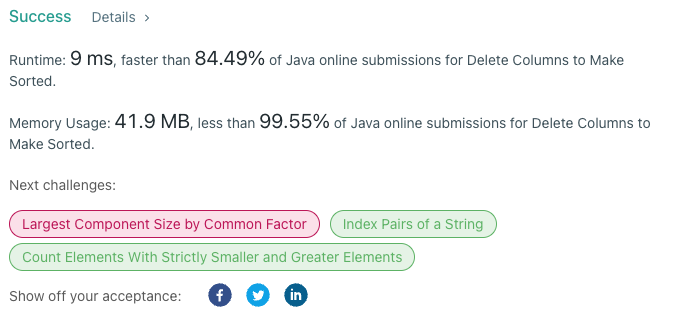 Success Details ›
Runtime: 9 ms, faster than 84.49% of Java online submissions for Delete Columns to Make
Sorted.
Memory Usage: 41.9 MB, less than 99.55% of Java online submissions for Delete Columns to
Make Sorted.
Next challenges:
Largest Component Size by Common Factor Index Pairs of a String
Count Elements With Strictly Smaller and Greater Elements
Show off your acceptance: f in